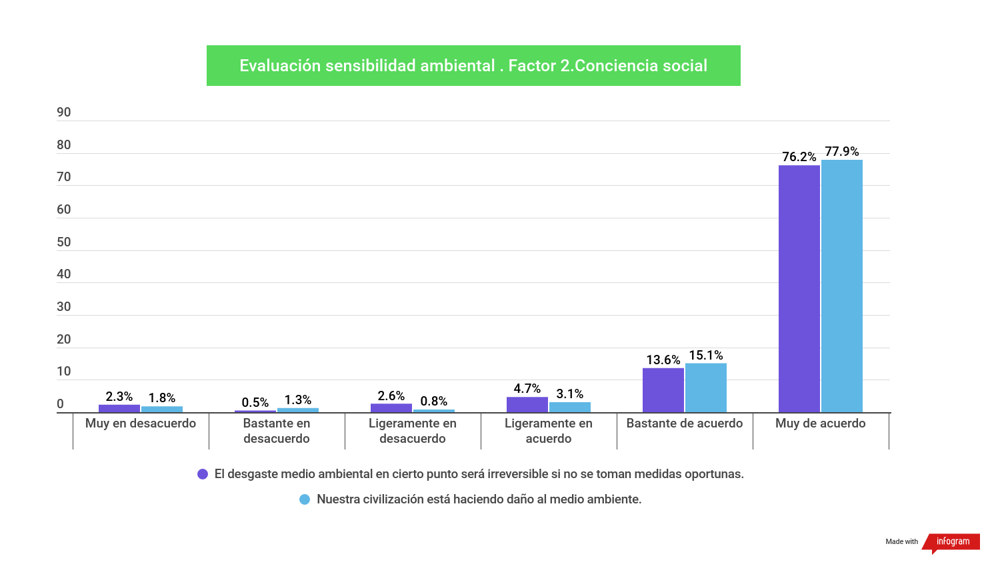 Evaluación sensibilidad ambiental . Factor 2.Conciencia social
90
80
70
60
50
40
30
20
10
0
2.3%
1.8%
0.5%
1.3%
2.6%
0.8%
4.7%
3.1%
13.6%
15.1%
76.2%
77.9%
Muy en desacuerdo
Bastante en
desacuerdo
Ligeramente en
desacuerdo
Ligeramente en
acuerdo
Bastante de acuerdo
Muy de acuerdo
El desgaste medio ambiental en cierto punto será irreversible si no se toman medidas oportunas.
Nuestra civilización está haciendo daño al medio ambiente.
Made with infogram